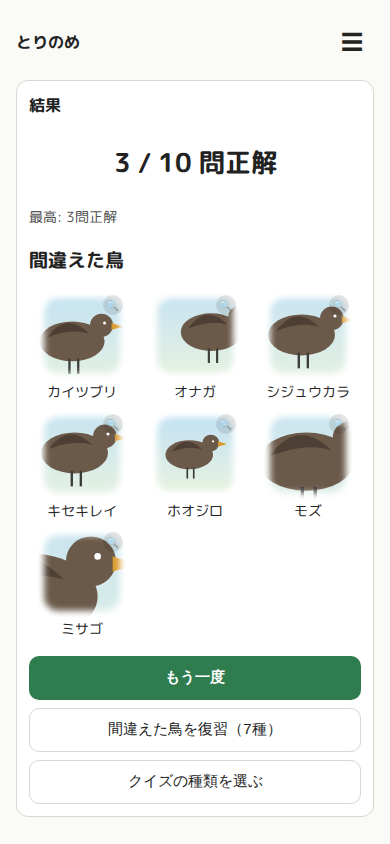 とりのめ
結果
3 / 10 問正解
最高: 3問正解
間違えた鳥
カイツブリ
オナガ
シジュウカラ
キセキレイ
ホオジロ
モズ
ミサゴ
もう一度
間違えた鳥を復習（7種）
クイズの種類を選ぶ